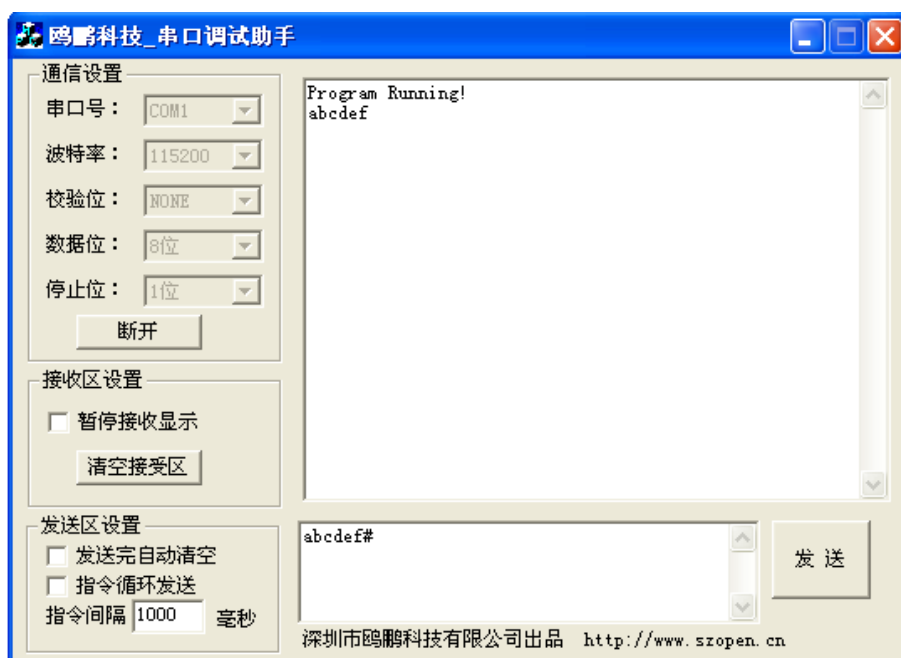 鸥鹏科技_串口调试助手
通信设置
串口号： COM1
波特率： 115200
校验位： NONE
数据位： 8位
停止位： 1位
断开
接收区设置
暂停接收显示
清空接受区
发送区设置
发送完自动清空
指令循环发送
指令间隔 1000 毫秒
Program Running!
abcdef
abcdef#
发 送
深圳市鸥鹏科技有限公司出品 http://www.szopen.cn